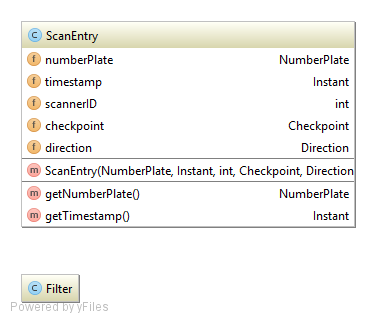 C ScanEntry
f numberPlate NumberPlate
f timestamp Instant
f scannerID int
f checkpoint Checkpoint
f direction Direction
m ScanEntry(NumberPlate, Instant, int, Checkpoint, Direction
m getNumberPlate() NumberPlate
m getTimestamp() Instant
C Filter
Powered by yFiles